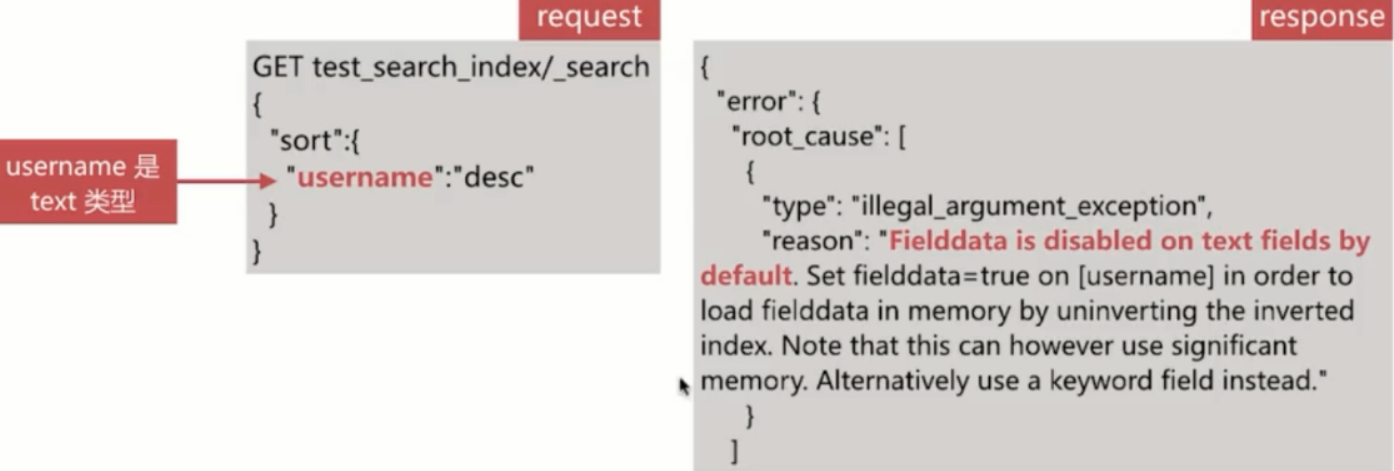 request
GET test_search_index/_search
{
"sort":{
"username":"desc"
}
}
username 是
text 类型
response
{
"error": {
"root_cause": [
{
"type": "illegal_argument_exception",
"reason": "Fielddata is disabled on text fields by
default. Set fielddata=true on [username] in order to
load fielddata in memory by uninverting the inverted
index. Note that this can however use significant
memory. Alternatively use a keyword field instead."
}
]